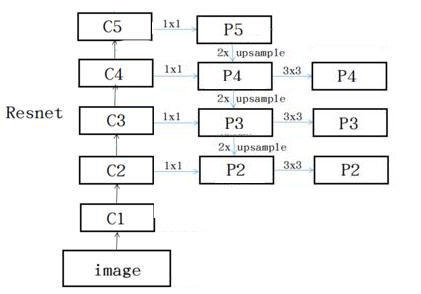 C5 1x1 P5
2x upsample
C4 1x1 P4 3x3 P4
2x upsample
Resnet
C3 1x1 P3 3x3 P3
2x upsample
C2 1x1 P2 3x3 P2
C1
image